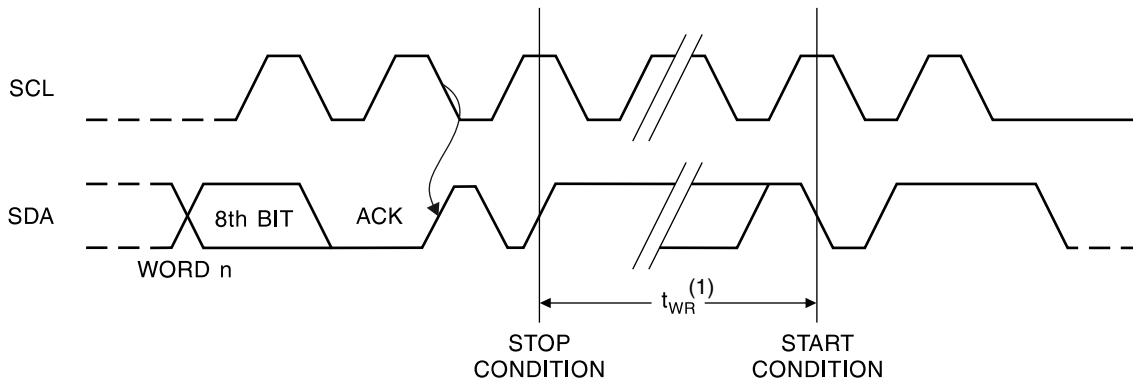 SCL
SDA
8th BIT
ACK
WORD n
tWR(1)
STOP
CONDITION
START
CONDITION